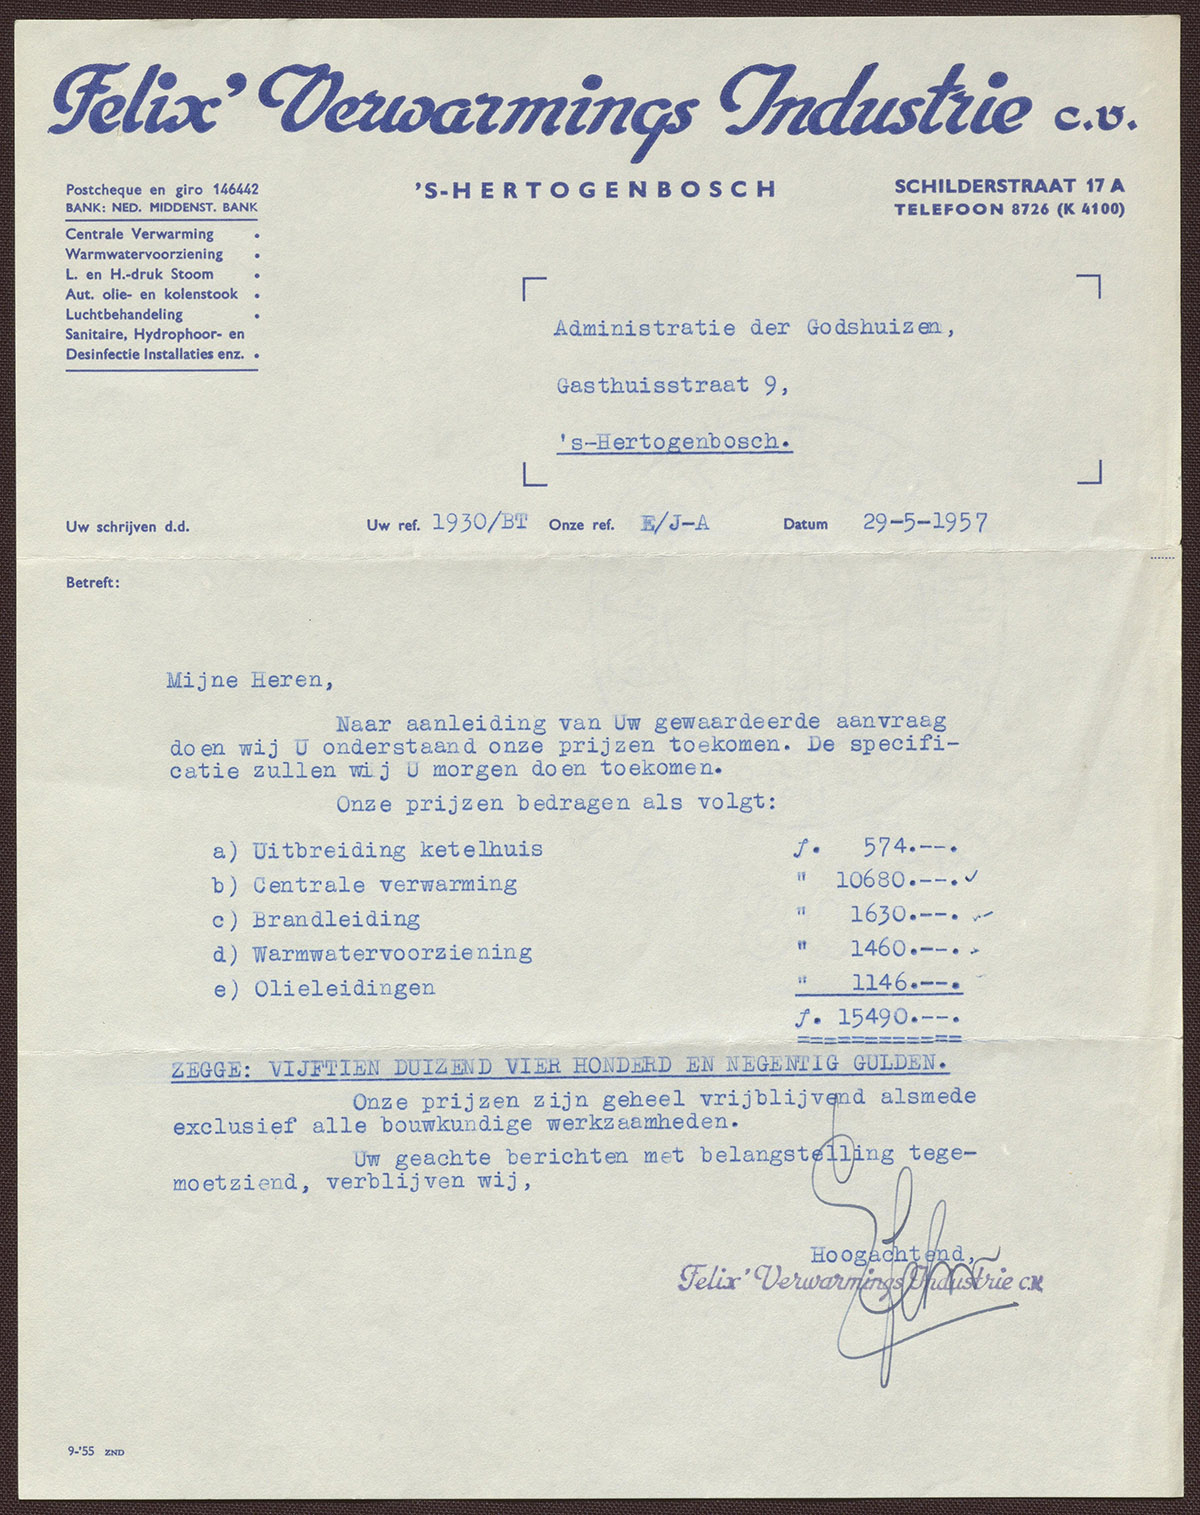 Felix' Verwarmings Industrie c.v.
'S-HERTOGENBOSCH
Postcheque en giro 146442
BANK: NED. MIDDENST. BANK
SCHILDERSTRAAT 17 A
TELEFOON 8726 (K 4100)
Centrale Verwarming •
Warmwatervoorziening •
L. en H.-druk Stoom •
Aut. olie- en kolenstook •
Luchtbehandeling •
Sanitaire, Hydrophoor- en
Desinfectie Installaties enz. •
Administratie der Godshuizen,
Gasthuisstraat 9,
's-Hertogenbosch.
Uw schrijven d.d. Uw ref. 1930/BT Onze ref. E/J-A Datum 29-5-1957
Betreft:
Mijne Heren,
Naar aanleiding van Uw gewaardeerde aanvraag
doen wij U onderstaand onze prijzen toekomen. De specifi-
catie zullen wij U morgen doen toekomen.
Onze prijzen bedragen als volgt:
a) Uitbreiding ketelhuis f. 574.--.
b) Centrale verwarming " 10680.--. ✓
c) Brandleiding " 1630.--.
d) Warmwatervoorziening " 1460.--.
e) Olieleidingen " 1146.--.
f. 15490.--.
===========
ZEGGE: VIJFTIEN DUIZEND VIER HONDERD EN NEGENTIG GULDEN.
Onze prijzen zijn geheel vrijblijvend alsmede
exclusief alle bouwkundige werkzaamheden.
Uw geachte berichten met belangstelling tege-
moetziend, verblijven wij,
Hoogachtend,
Felix' Verwarmings Industrie c.v.
9-'55 ZND